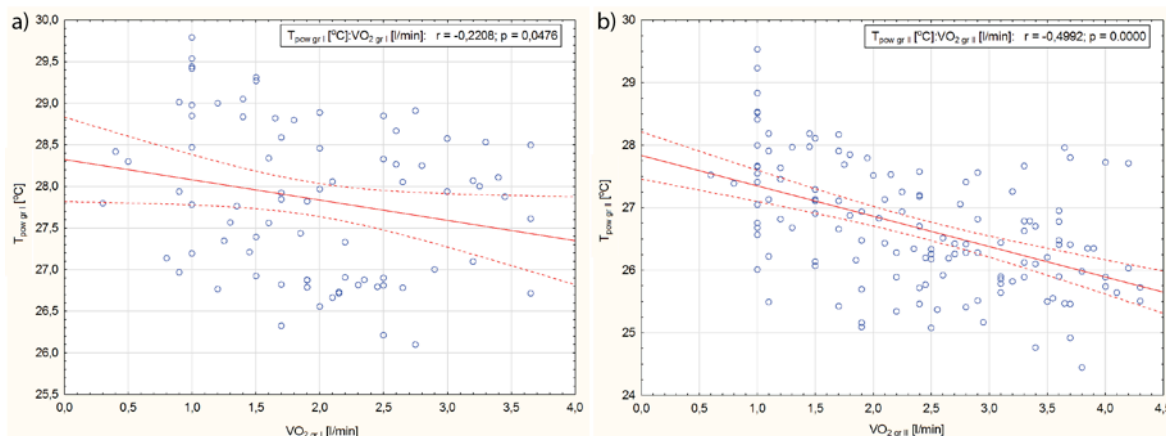 a)
T pow gr I [°C]:VO2 gr I [l/min]: r = -0,2208; p = 0,0476
30,0
29,5
29,0
28,5
28,0
27,5
27,0
26,5
26,0
25,5
T pow gr I [°C]
0,0 0,5 1,0 1,5 2,0 2,5 3,0 3,5 4,0
VO2 gr I [l/min]
b)
T pow gr II [°C]:VO2 gr II [l/min]: r = -0,4992; p = 0.0000
30
29
28
27
26
25
24
T pow gr II [°C]
0,0 0,5 1,0 1,5 2,0 2,5 3,0 3,5 4,0 4,5
VO2 gr II [l/min]